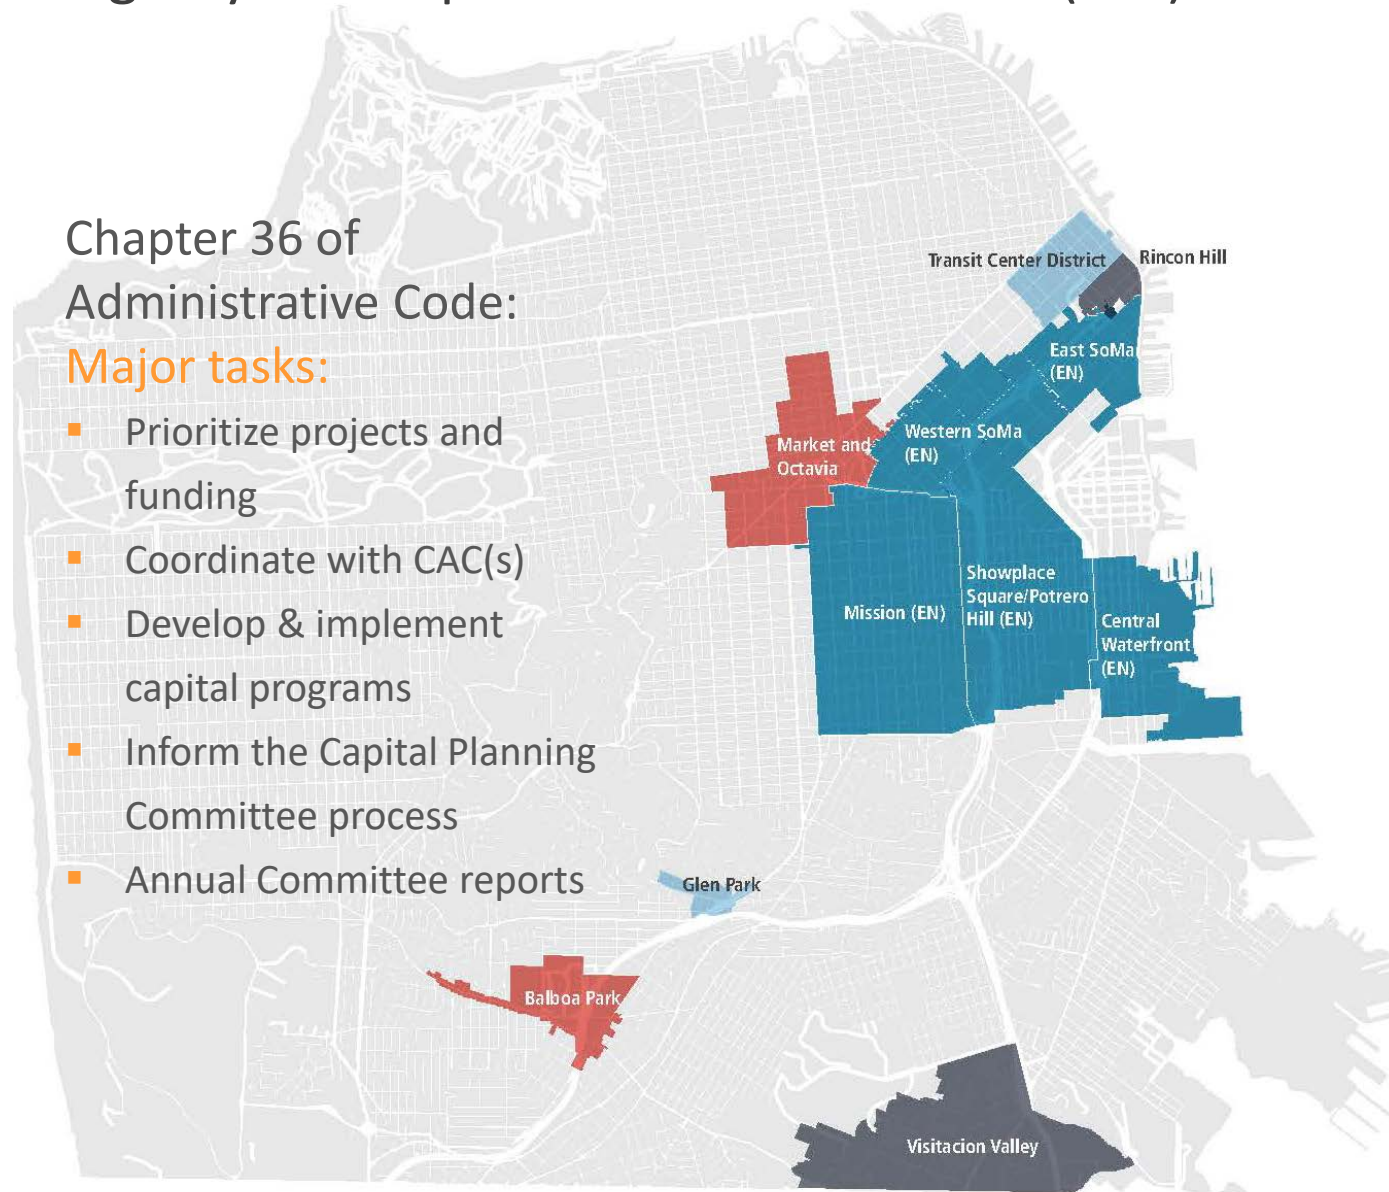 Chapter 36 of
Administrative Code:
Major tasks:
▪ Prioritize projects and
funding
▪ Coordinate with CAC(s)
▪ Develop & implement
capital programs
▪ Inform the Capital Planning
Committee process
▪ Annual Committee reports
Transit Center District
Rincon Hill
East SoMa
(EN)
Western SoMa
(EN)
Market and
Octavia
Showplace
Square/Potrero
Hill (EN)
Mission (EN)
Central
Waterfront
(EN)
Glen Park
Balboa Park
Visitacion Valley